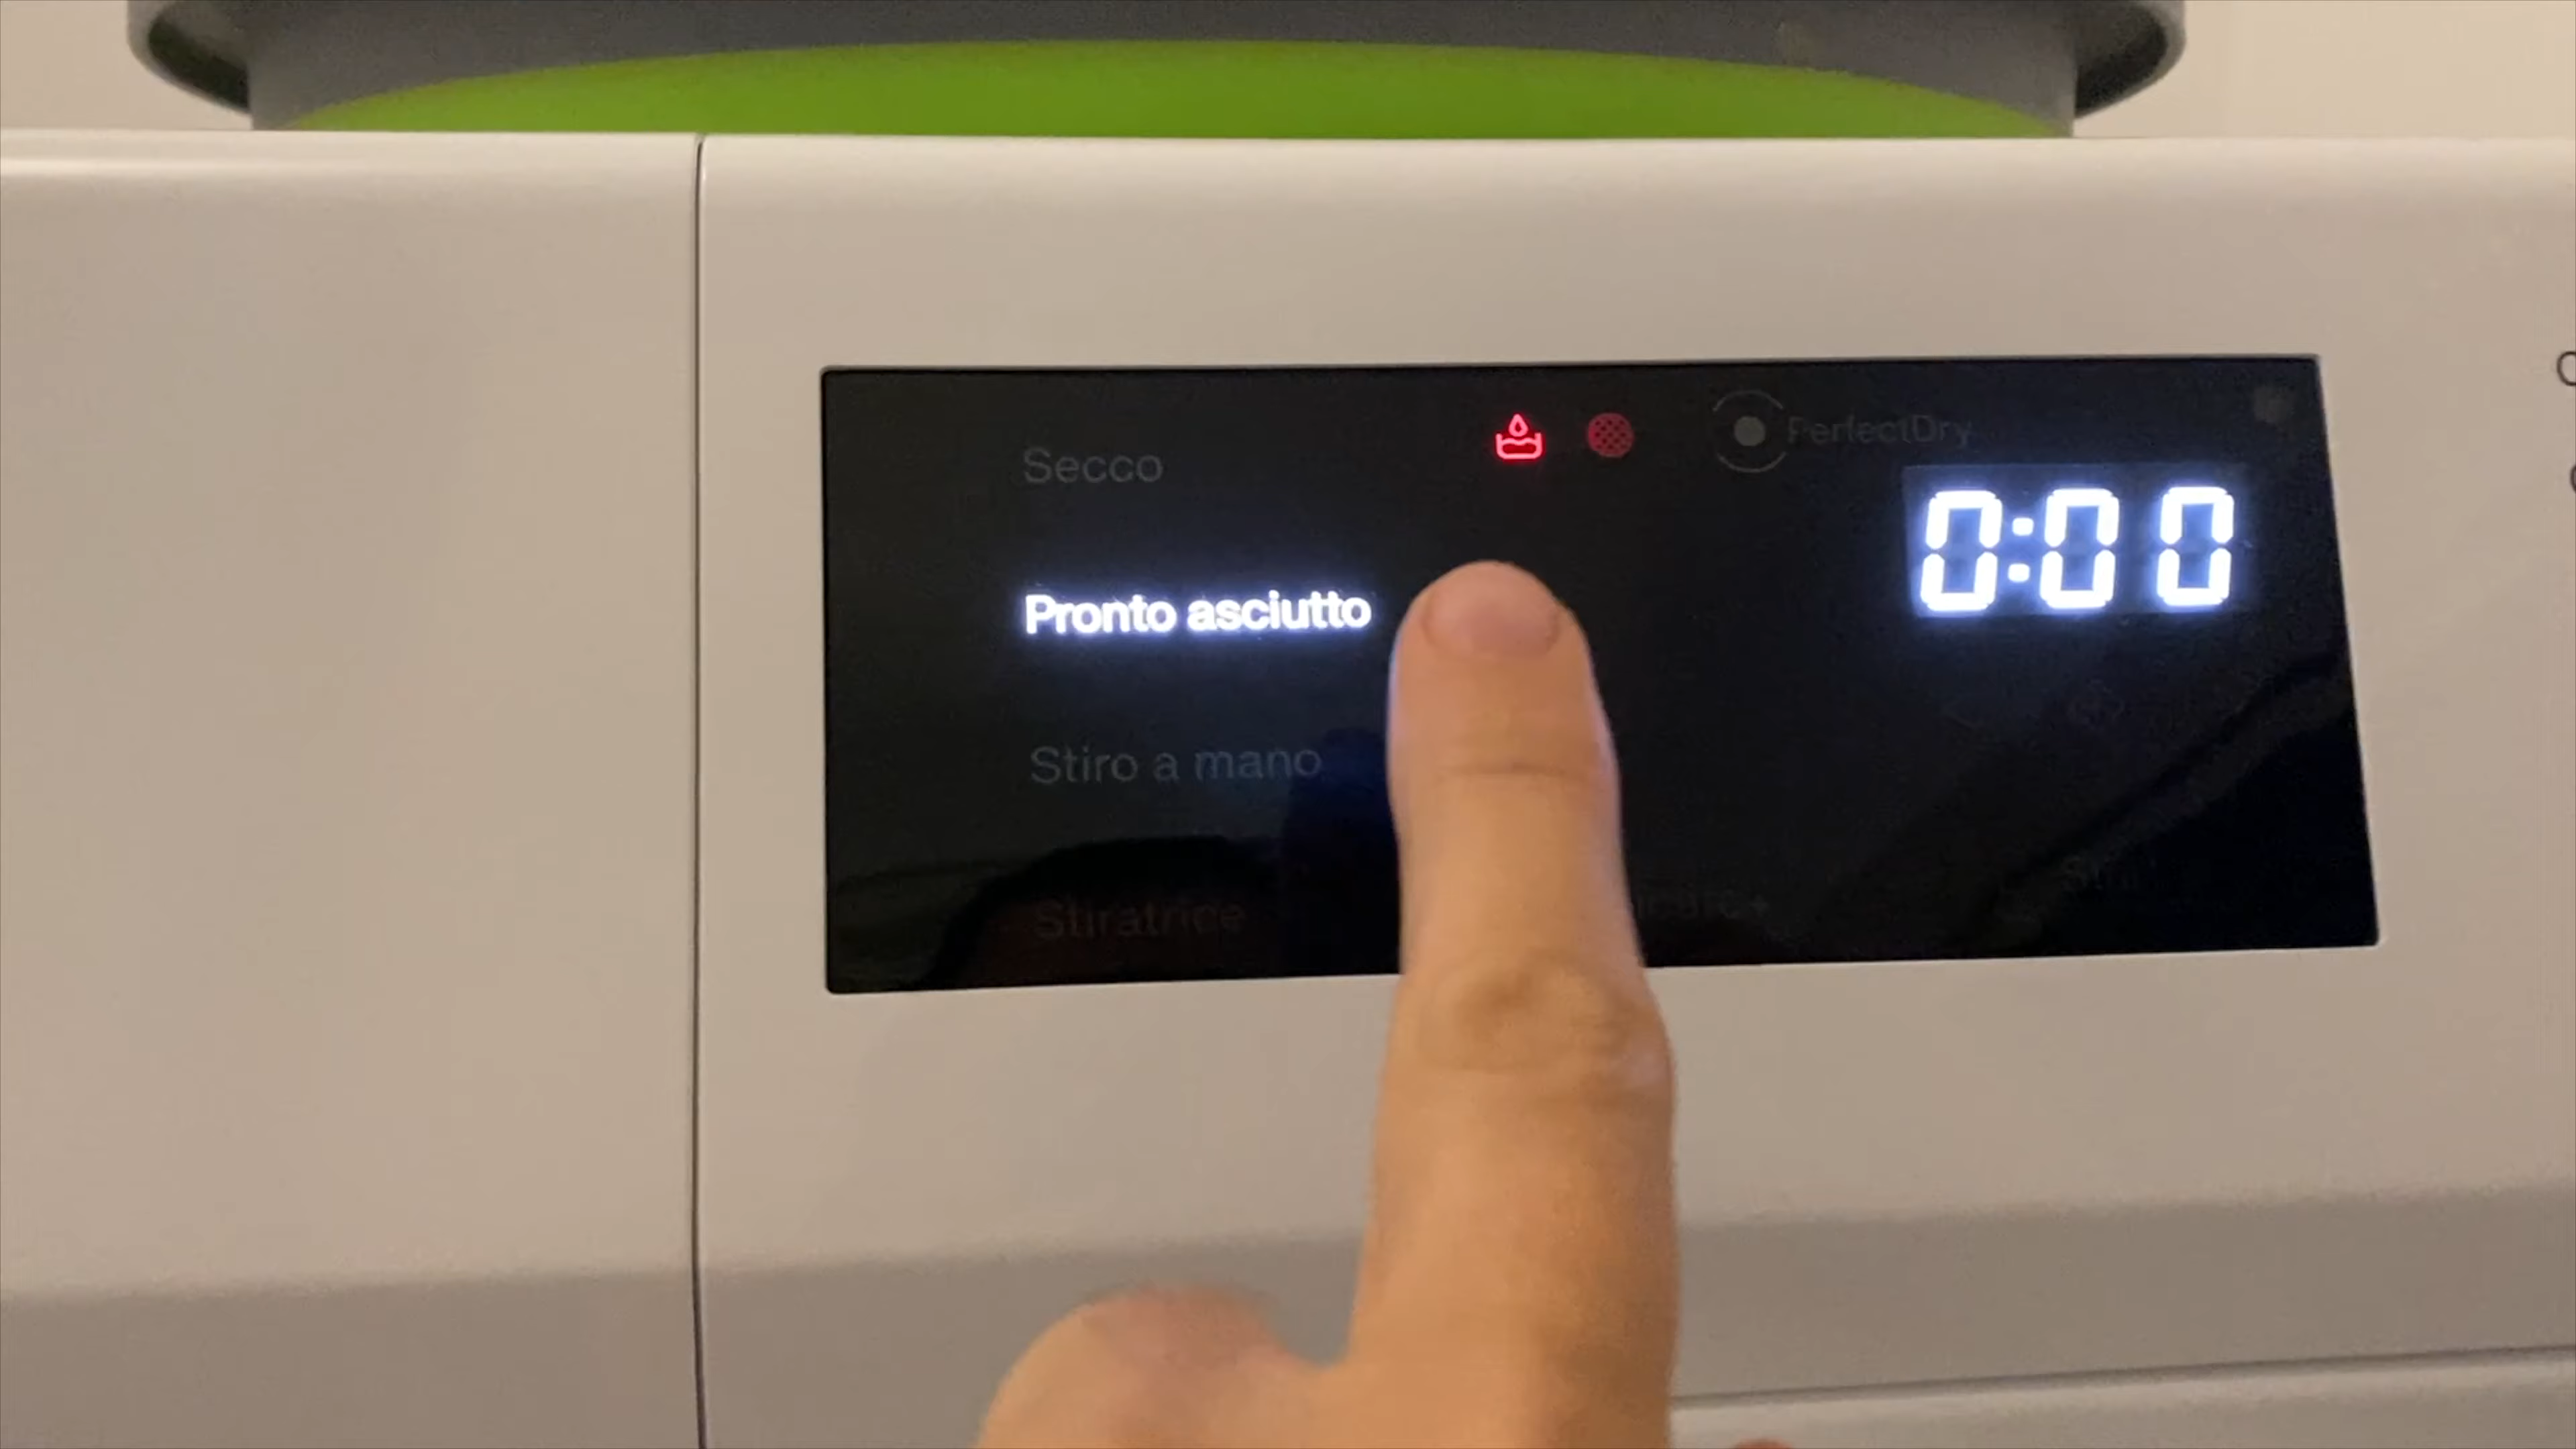 Secco
PerfectDry
0:00
Pronto asciutto
Stiro a mano
Stiratrice